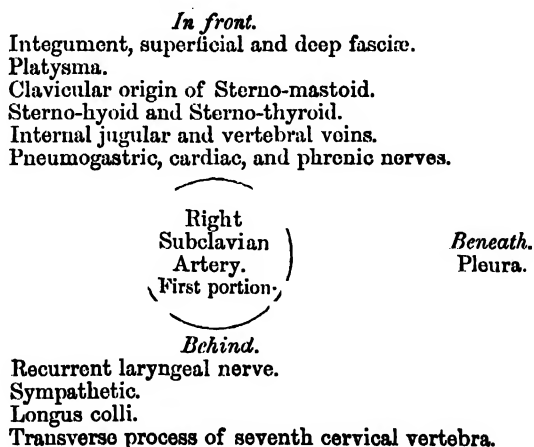 In front.
Integument, superficial and deep fasciæ.
Platysma.
Clavicular origin of Sterno-mastoid.
Sterno-hyoid and Sterno-thyroid.
Internal jugular and vertebral veins.
Pneumogastric, cardiac, and phrenic nerves.
Right
Subclavian
Artery.
First portion.
Beneath.
Pleura.
Behind.
Recurrent laryngeal nerve.
Sympathetic.
Longus colli.
Transverse process of seventh cervical vertebra.